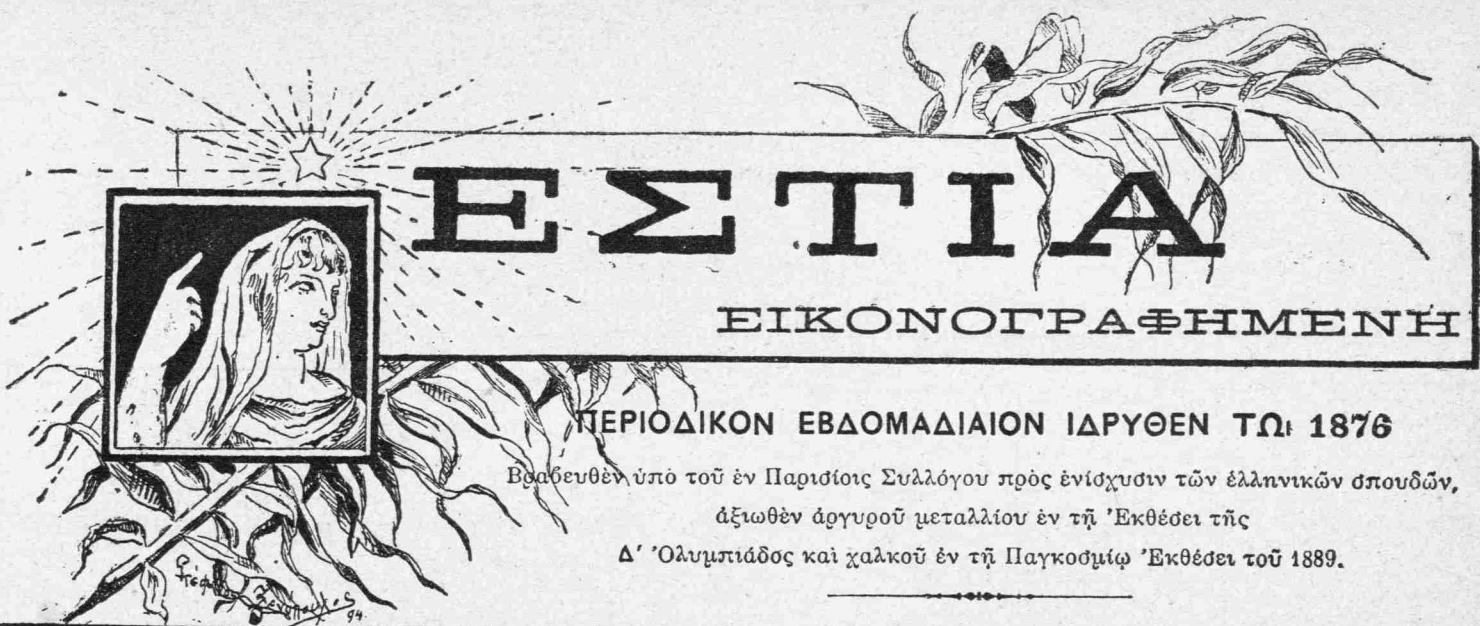 ΕΣΤΙΑ
ΕΙΚΟΝΟΓΡΑΦΗΜΕΝΗ
ΠΕΡΙΟΔΙΚΟΝ ΕΒΔΟΜΑΔΙΑΙΟΝ ΙΔΡΥΘΕΝ ΤΩΙ 1876
Βραβευθὲν ὑπὸ τοῦ ἐν Παρισίοις Συλλόγου πρὸς ἐνίσχυσιν τῶν ἑλληνικῶν σπουδῶν,
ἀξιωθὲν ἀργυροῦ μεταλλίου ἐν τῇ Ἐκθέσει τῆς
Δ′ Ὀλυμπιάδος καὶ χαλκοῦ ἐν τῇ Παγκοσμίῳ Ἐκθέσει τοῦ 1889.
94